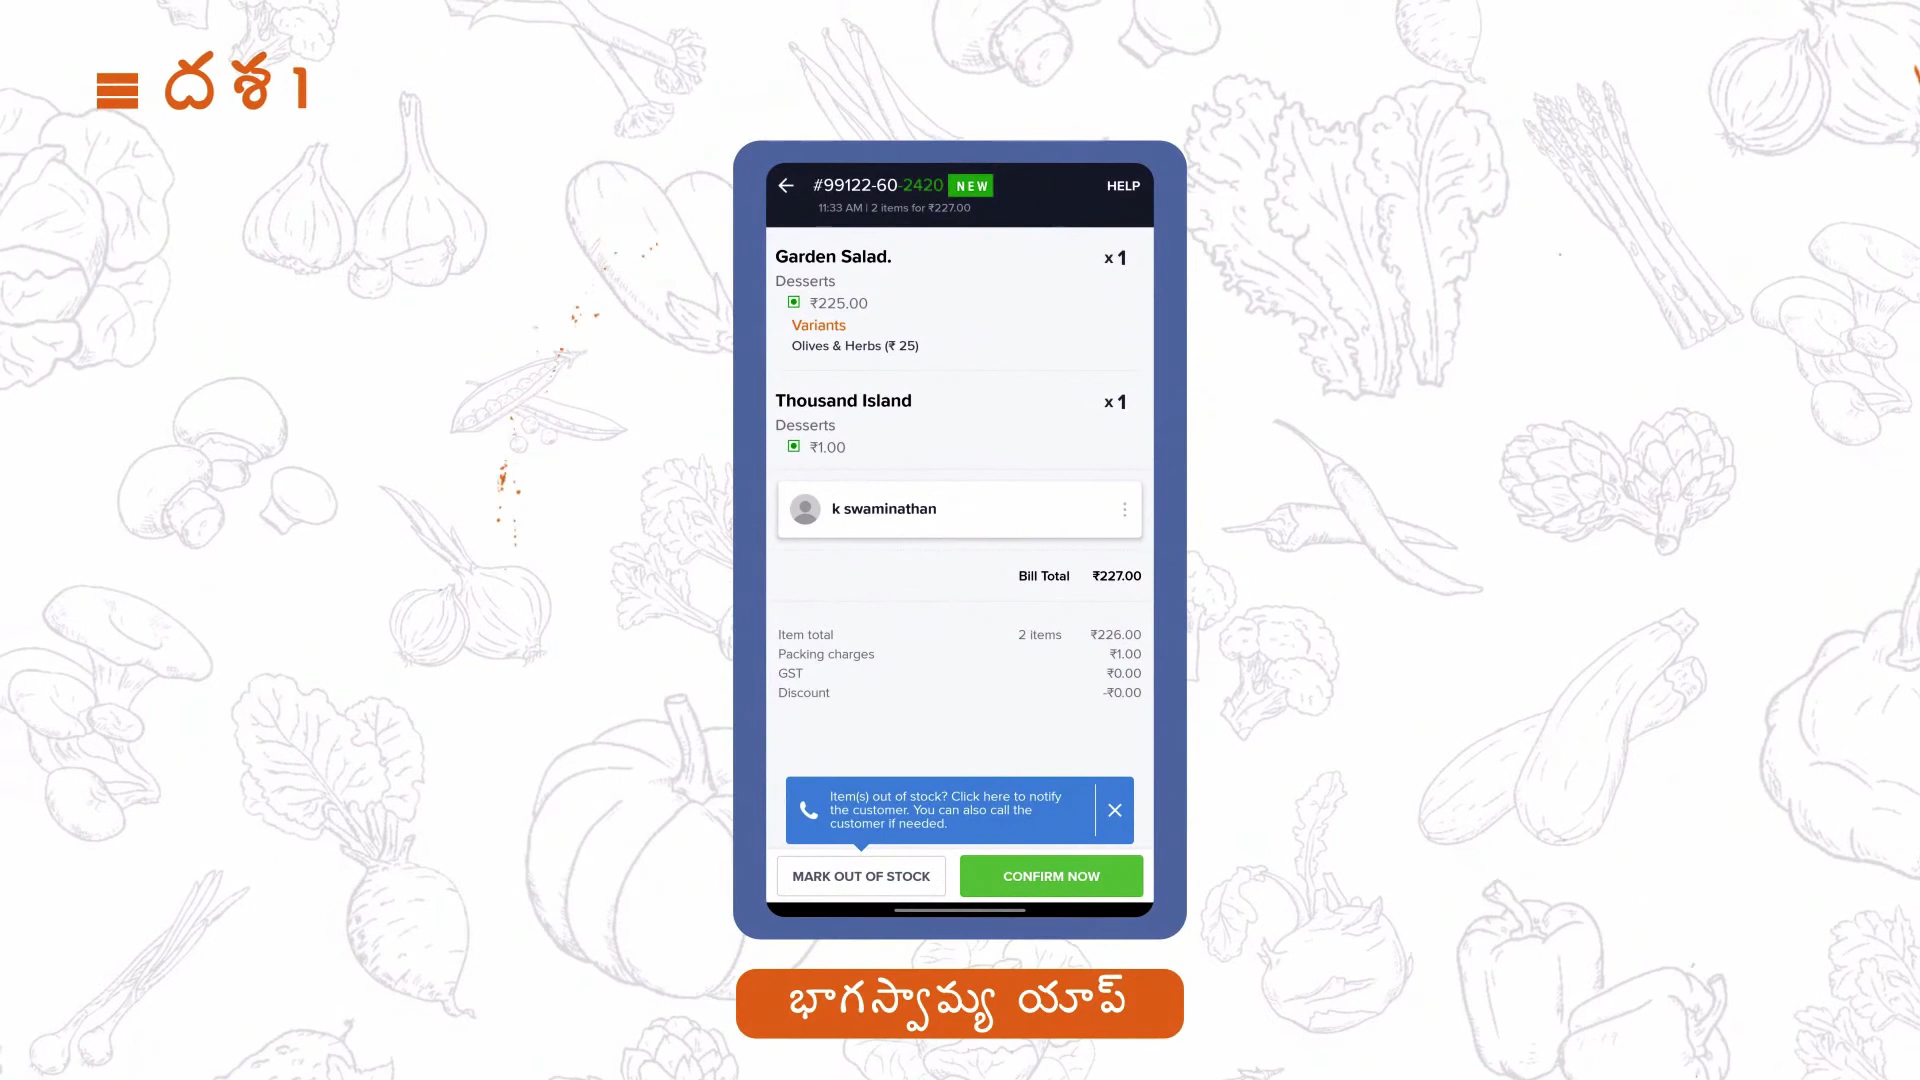 దశ 1
#99122-60-2420 NEW
HELP
11:33 AM | 2 items for ₹227.00
Garden Salad.
x 1
Desserts
₹225.00
Variants
Olives & Herbs (₹ 25)
Thousand Island
x 1
Desserts
₹1.00
k swaminathan
Bill Total ₹227.00
Item total 2 items ₹226.00
Packing charges ₹1.00
GST ₹0.00
Discount -₹0.00
Item(s) out of stock? Click here to notify
the customer. You can also call the
customer if needed.
MARK OUT OF STOCK
CONFIRM NOW
భాగస్వామ్య యాప్